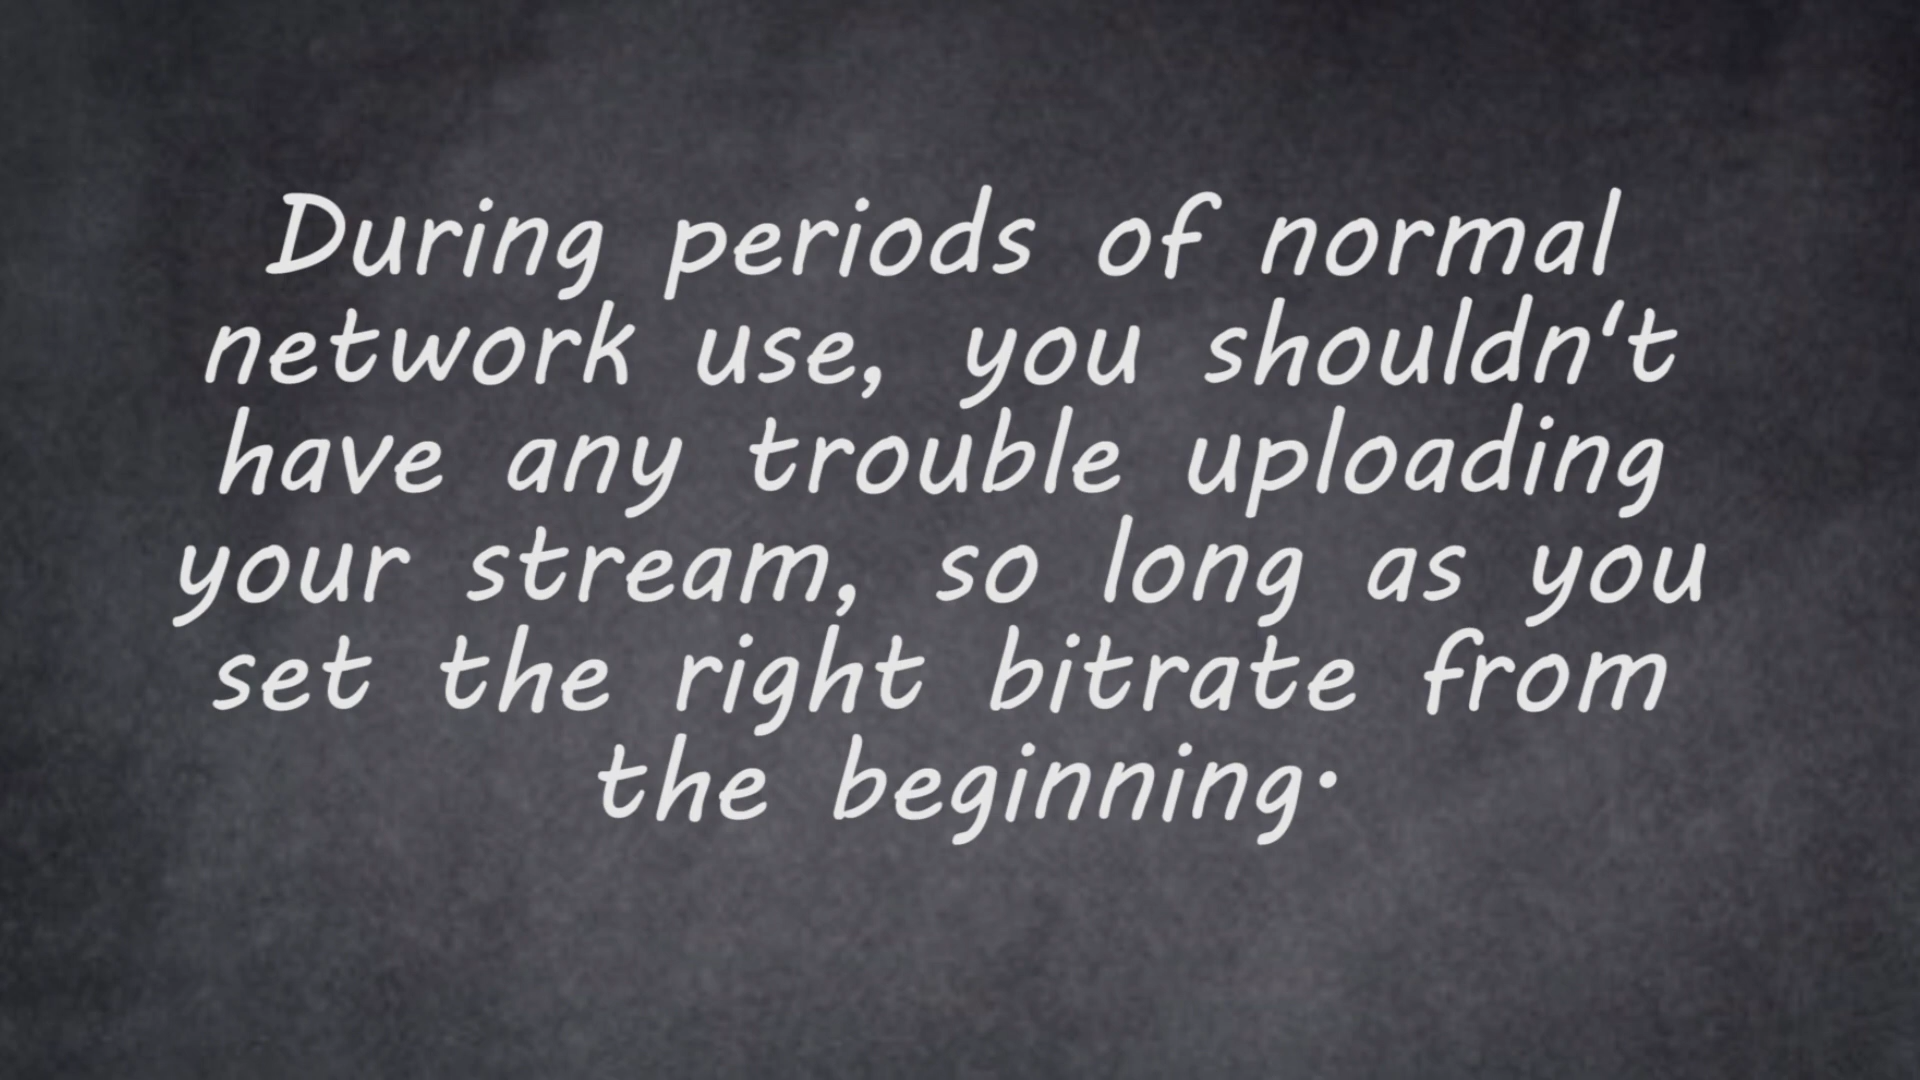 During periods of normal
network use, you shouldn‘t
have any trouble uploading
your stream, so long as you
set the right bitrate from
the beginning.